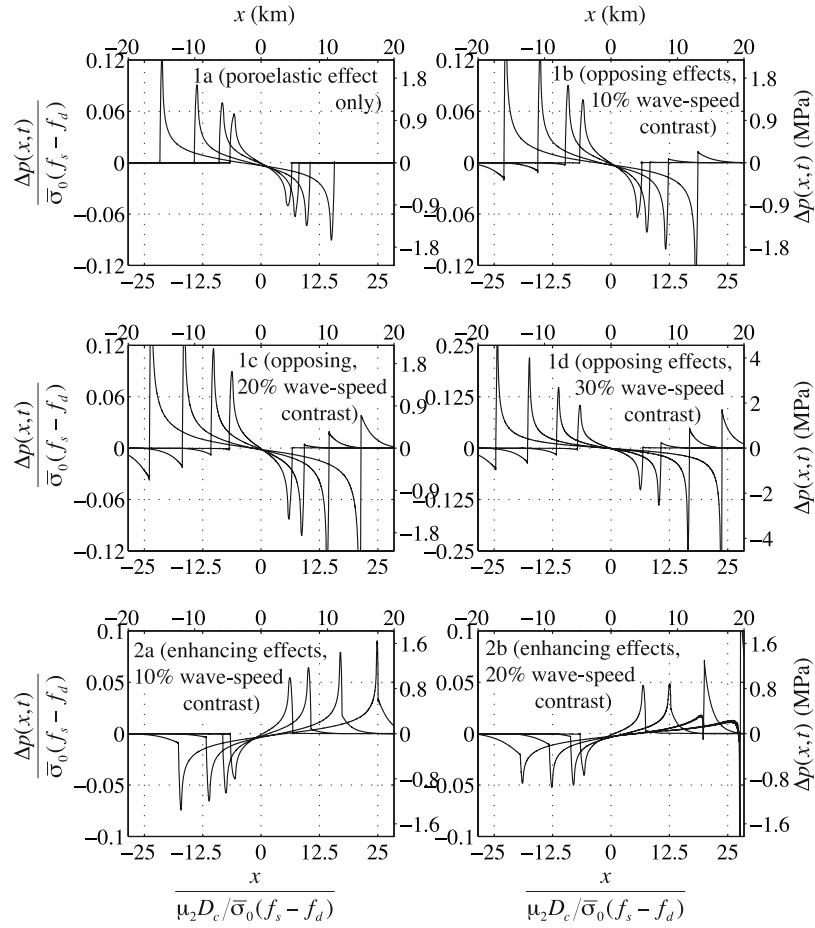 x (km)
x (km)
−20 −10 0 10 20
−20 −10 0 10 20
0.12
0.06
0
−0.06
−0.12
1a (poroelastic effect
only)
1.8
0.9
0
−0.9
−1.8
1b (opposing effects,
10% wave-speed
contrast)
1.8
0.9
0
−0.9
−1.8
Δp(x,t)
σ̅0(fs − fd)
Δp(x,t) (MPa)
−25 −12.5 0 12.5 25
−25 −12.5 0 12.5 25
−20 −10 0 10 20
−20 −10 0 10 20
0.12
0.06
0
−0.06
−0.12
1c (opposing,
20% wave-speed
contrast)
1.8
0.9
0
−0.9
−1.8
0.25
0.125
0
−0.125
−0.25
1d (opposing effects,
30% wave-speed
contrast)
4
2
0
−2
−4
Δp(x,t)
σ̅0(fs − fd)
Δp(x,t) (MPa)
−25 −12.5 0 12.5 25
−25 −12.5 0 12.5 25
−20 −10 0 10 20
−20 −10 0 10 20
0.1
0.05
0
−0.05
−0.1
2a (enhancing effects,
10% wave-speed
contrast)
1.6
0.8
0
−0.8
−1.6
0.1
0.05
0
−0.05
−0.1
2b (enhancing effects,
20% wave-speed
contrast)
1.6
0.8
0
−0.8
−1.6
Δp(x,t)
σ̅0(fs − fd)
Δp(x,t) (MPa)
−25 −12.5 0 12.5 25
−25 −12.5 0 12.5 25
x
μ2Dc/σ̅0(fs − fd)
x
μ2Dc/σ̅0(fs − fd)